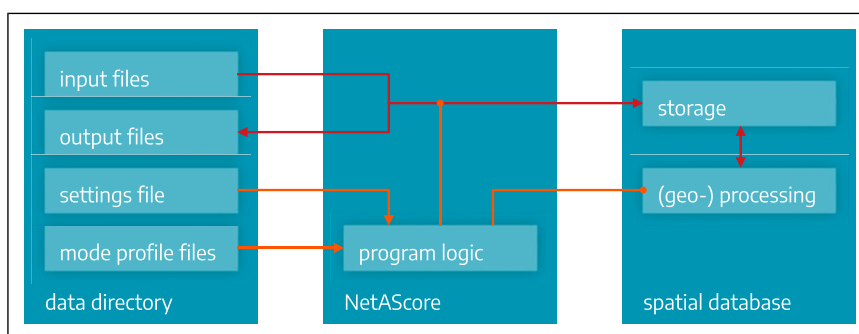 input files
output files
settings file
mode profile files
data directory
program logic
NetAScore
storage
(geo-) processing
spatial database